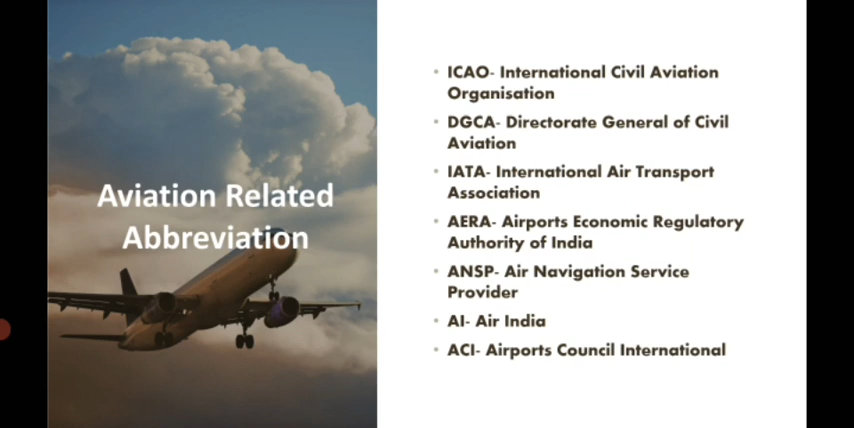 Aviation Related
Abbreviation
• ICAO- International Civil Aviation
Organisation
• DGCA- Directorate General of Civil
Aviation
• IATA- International Air Transport
Association
• AERA- Airports Economic Regulatory
Authority of India
• ANSP- Air Navigation Service
Provider
• AI- Air India
• ACI- Airports Council International